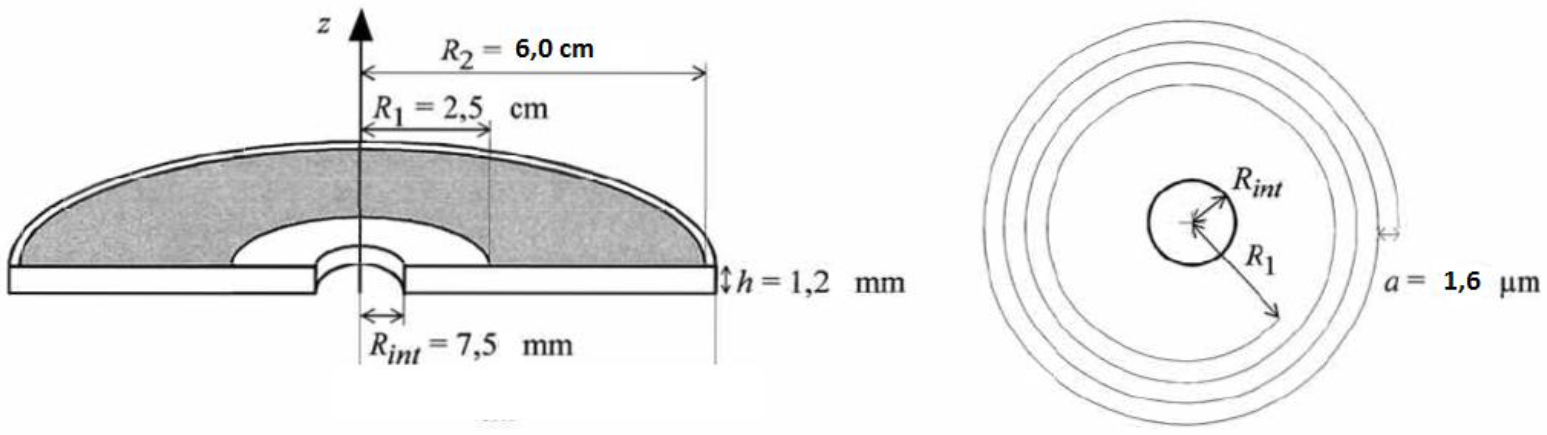 z
R2 = 6,0 cm
R1 = 2,5 cm
h = 1,2 mm
Rint = 7,5 mm
Rint
R1
a = 1,6 µm